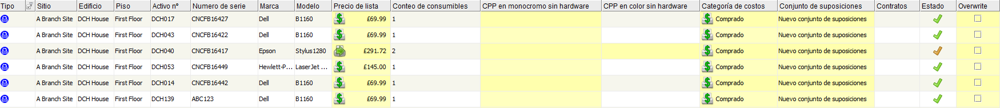 Tipo Sitio Edificio Piso Activo nº Numero de serie Marca Modelo Precio de lista Conteo de consumibles CPP en monocromo sin hardware CPP en color sin hardware Categoría de costos Conjunto de suposiciones Contratos Estado Overwrite
A Branch Site DCH House First Floor DCH017 CNCFB16427 Dell B1160 £69.99 1 Comprado Nuevo conjunto de suposiciones
A Branch Site DCH House First Floor DCH043 CNCFB16422 Dell B1160 £69.99 1 Comprado Nuevo conjunto de suposiciones
A Branch Site DCH House First Floor DCH040 CNCFB16417 Epson Stylus1280 £291.72 2 Comprado Nuevo conjunto de suposiciones
A Branch Site DCH House First Floor DCH053 CNCFB16449 Hewlett-P... LaserJet ... £145.00 1 Comprado Nuevo conjunto de suposiciones
A Branch Site DCH House First Floor DCH014 CNCFB16442 Dell B1160 £69.99 1 Comprado Nuevo conjunto de suposiciones
A Branch Site DCH House First Floor DCH139 ABC123 Dell B1160 £69.99 1 Comprado Nuevo conjunto de suposiciones